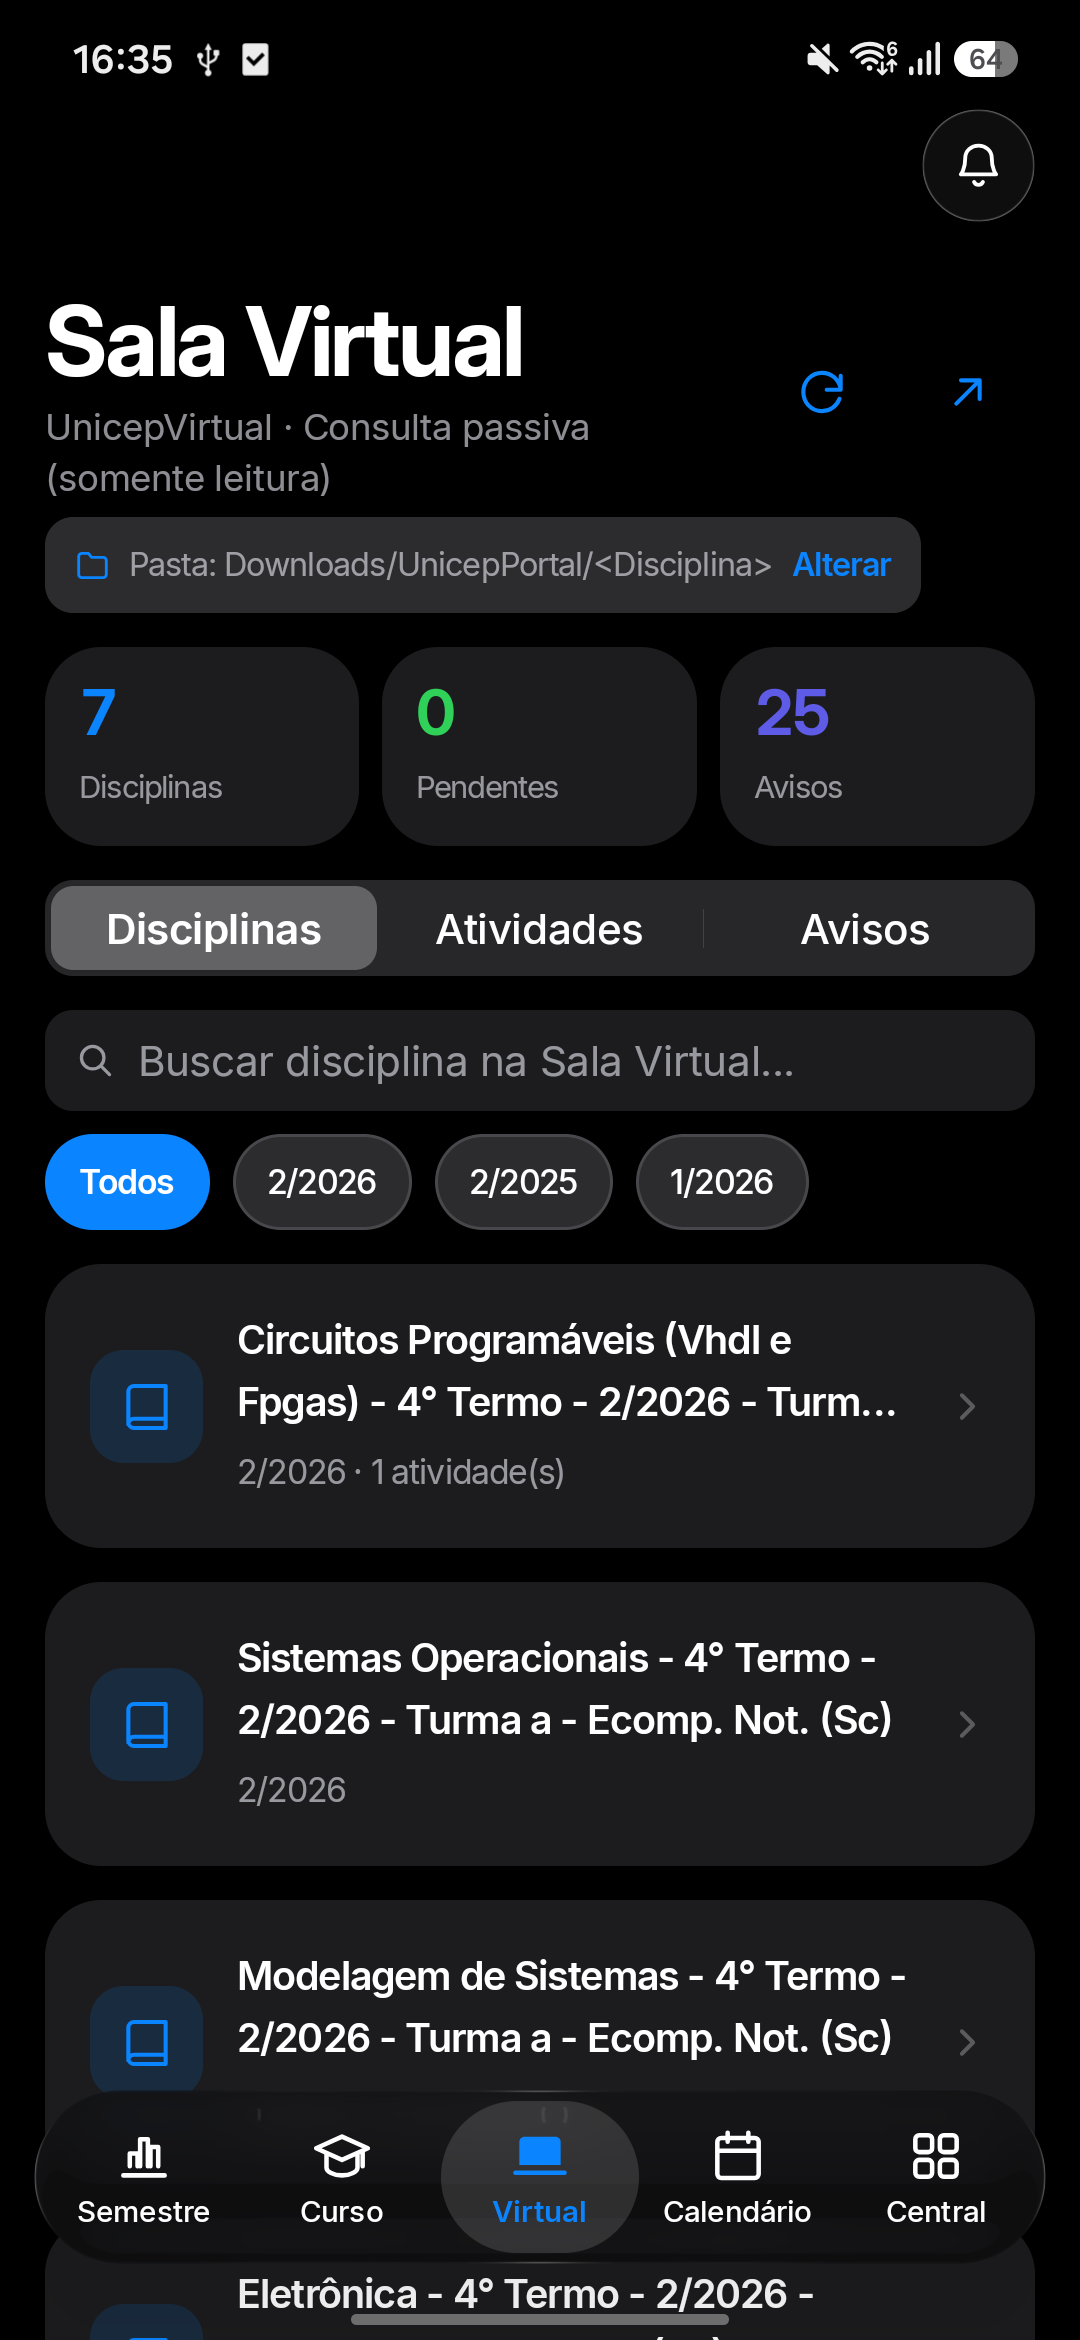 16:35
6
64
Sala Virtual
UnicepVirtual · Consulta passiva
(somente leitura)
Pasta: Downloads/UnicepPortal/<Disciplina> Alterar
7
Disciplinas
0
Pendentes
25
Avisos
Disciplinas Atividades Avisos
Buscar disciplina na Sala Virtual...
Todos 2/2026 2/2025 1/2026
Circuitos Programáveis (Vhdl e
Fpgas) - 4° Termo - 2/2026 - Turm...
2/2026 · 1 atividade(s)
Sistemas Operacionais - 4° Termo -
2/2026 - Turma a - Ecomp. Not. (Sc)
2/2026
Modelagem de Sistemas - 4° Termo -
2/2026 - Turma a - Ecomp. Not. (Sc)
Semestre Curso Virtual Calendário Central
Eletrônica - 4° Termo - 2/2026 -